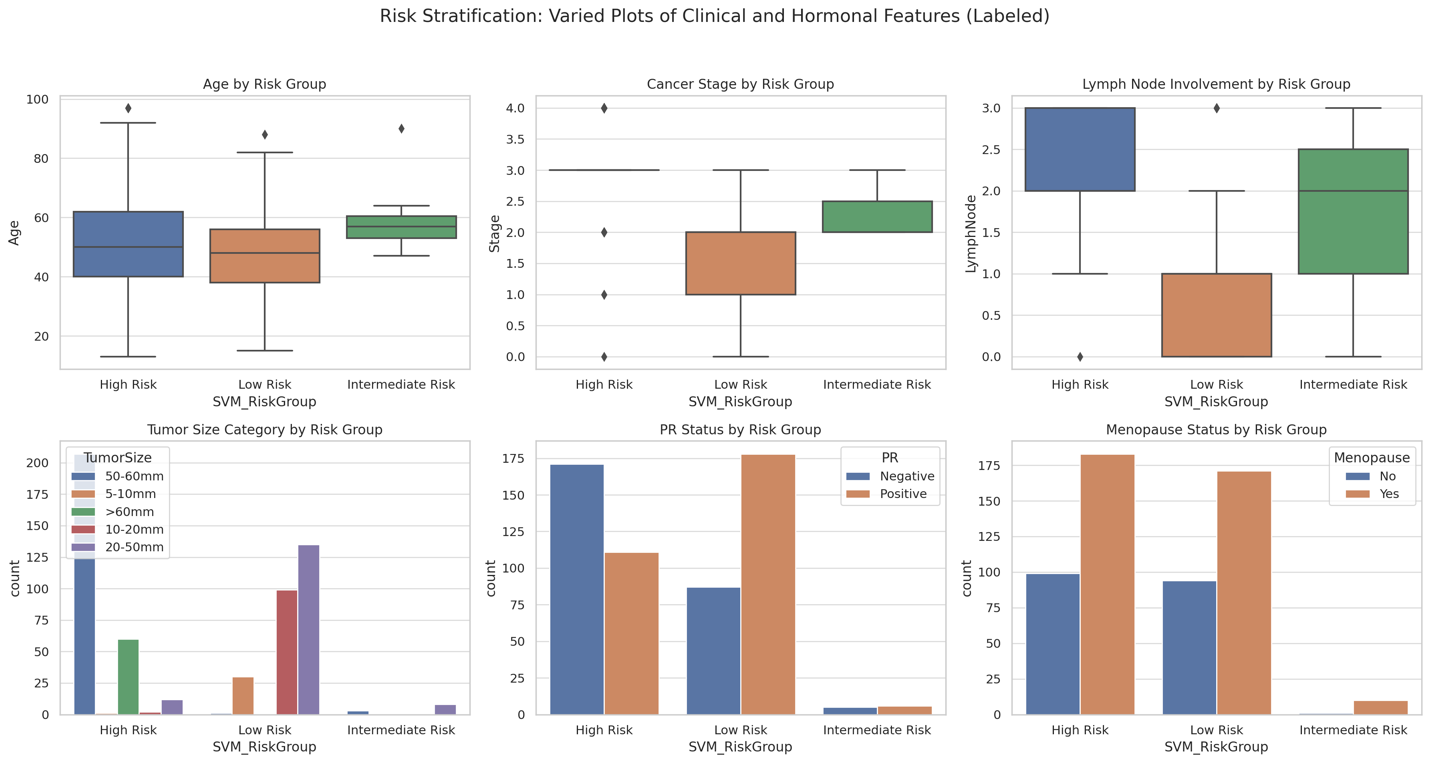 Risk Stratification: Varied Plots of Clinical and Hormonal Features (Labeled)
Age by Risk Group
100
80
60
40
20
Age
High Risk
Low Risk
Intermediate Risk
SVM_RiskGroup
Cancer Stage by Risk Group
4.0
3.5
3.0
2.5
2.0
1.5
1.0
0.5
0.0
Stage
High Risk
Low Risk
Intermediate Risk
SVM_RiskGroup
Lymph Node Involvement by Risk Group
3.0
2.5
2.0
1.5
1.0
0.5
0.0
LymphNode
High Risk
Low Risk
Intermediate Risk
SVM_RiskGroup
Tumor Size Category by Risk Group
200
175
150
125
100
75
50
25
0
count
TumorSize
50-60mm
5-10mm
>60mm
10-20mm
20-50mm
High Risk
Low Risk
Intermediate Risk
SVM_RiskGroup
PR Status by Risk Group
175
150
125
100
75
50
25
0
count
PR
Negative
Positive
High Risk
Low Risk
Intermediate Risk
SVM_RiskGroup
Menopause Status by Risk Group
175
150
125
100
75
50
25
0
count
Menopause
No
Yes
High Risk
Low Risk
Intermediate Risk
SVM_RiskGroup